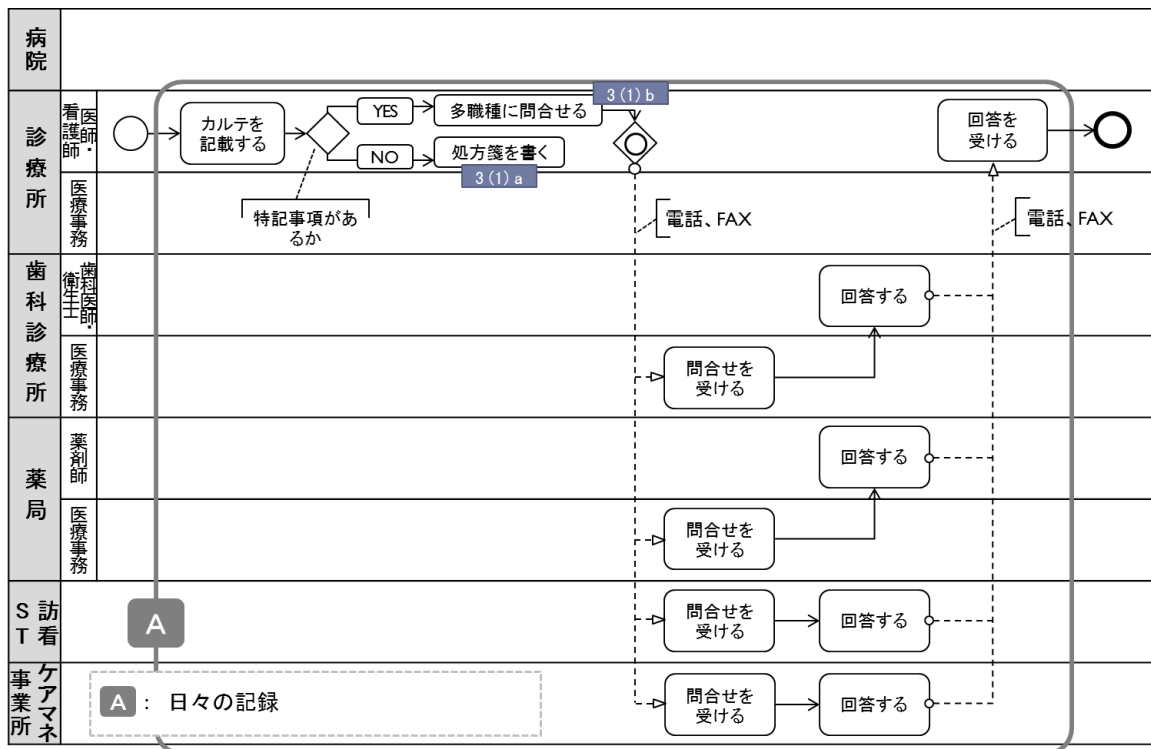 病院
診療所
医師・
看護師
カルテを
記載する
YES
NO
多職種に問合せる
3(1)b
処方箋を書く
3(1)a
回答を
受ける
医療事務
特記事項があ
るか
電話、FAX
電話、FAX
歯科診療所
歯科医師・
衛生士
回答する
医療事務
問合せを
受ける
薬局
薬剤師
回答する
医療事務
問合せを
受ける
訪看
ST
A
問合せを
受ける
回答する
ケアマネ
事業所
A : 日々の記録
問合せを
受ける
回答する